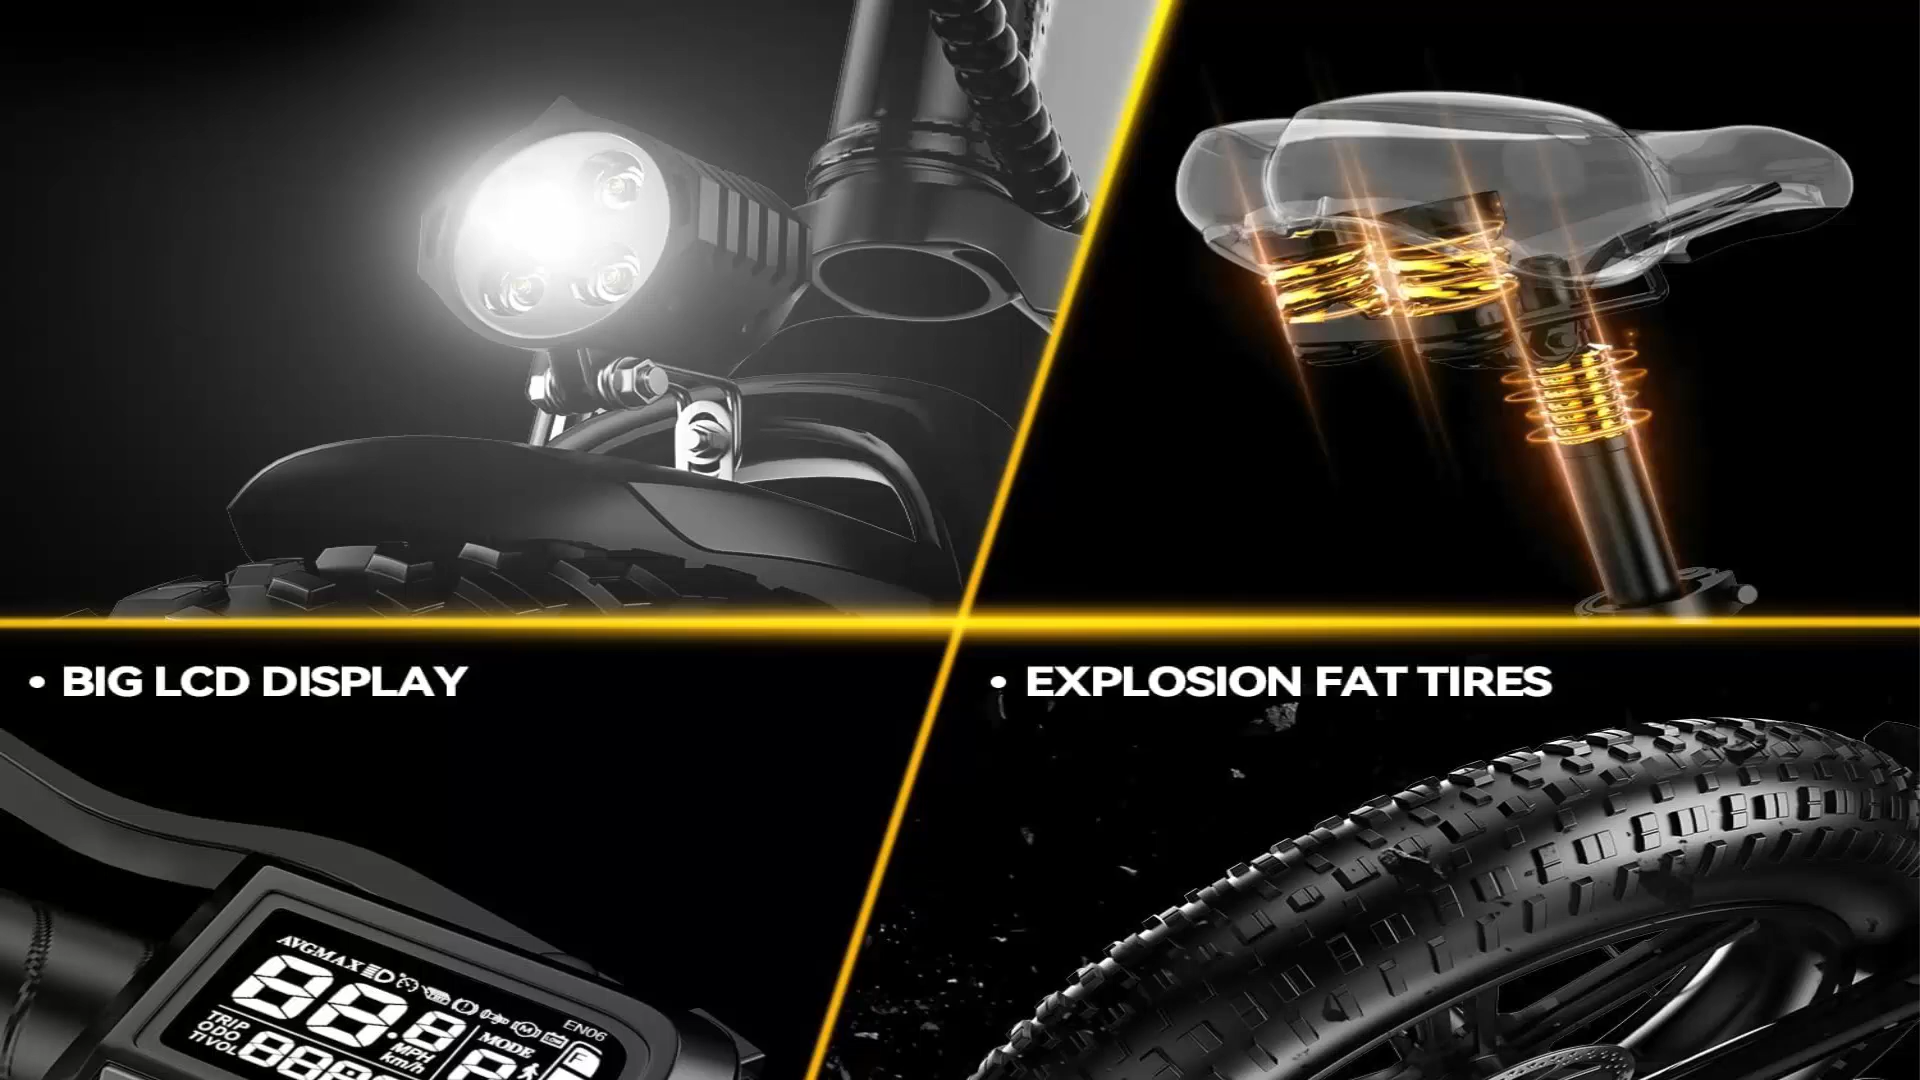 • BIG LCD DISPLAY
• EXPLOSION FAT TIRES
AVGMAX
EN06
88.8
MPH
km/h
MODE
TRIP
ODO
TIVOL